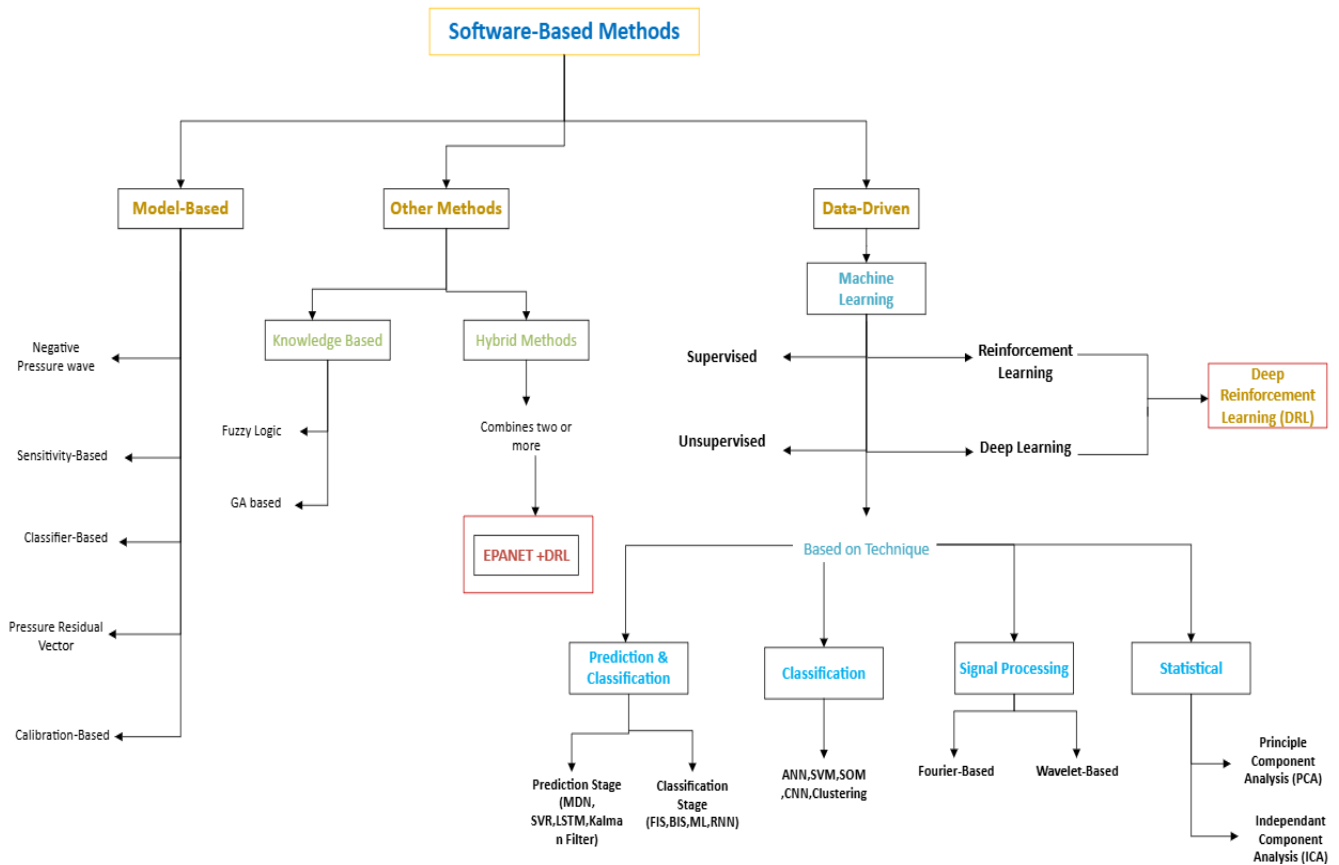 Software-Based Methods
Model-Based
Other Methods
Data-Driven
Machine
Learning
Knowledge Based
Hybrid Methods
Negative
Pressure wave
Supervised
Reinforcement
Learning
Deep
Reinforcement
Learning (DRL)
Fuzzy Logic
Combines two or
more
Unsupervised
Deep Learning
Sensitivity-Based
GA based
Classifier-Based
EPANET +DRL
Based on Technique
Pressure Residual
Vector
Prediction &
Classification
Classification
Signal Processing
Statistical
Calibration-Based
Prediction Stage
(MDN,
SVR,LSTM,Kalma
n Filter)
Classification
Stage
(FIS,BIS,ML,RNN)
ANN,SVM,SOM
,CNN,Clustering
Fourier-Based
Wavelet-Based
Principle
Component
Analysis (PCA)
Independant
Component
Analysis (ICA)